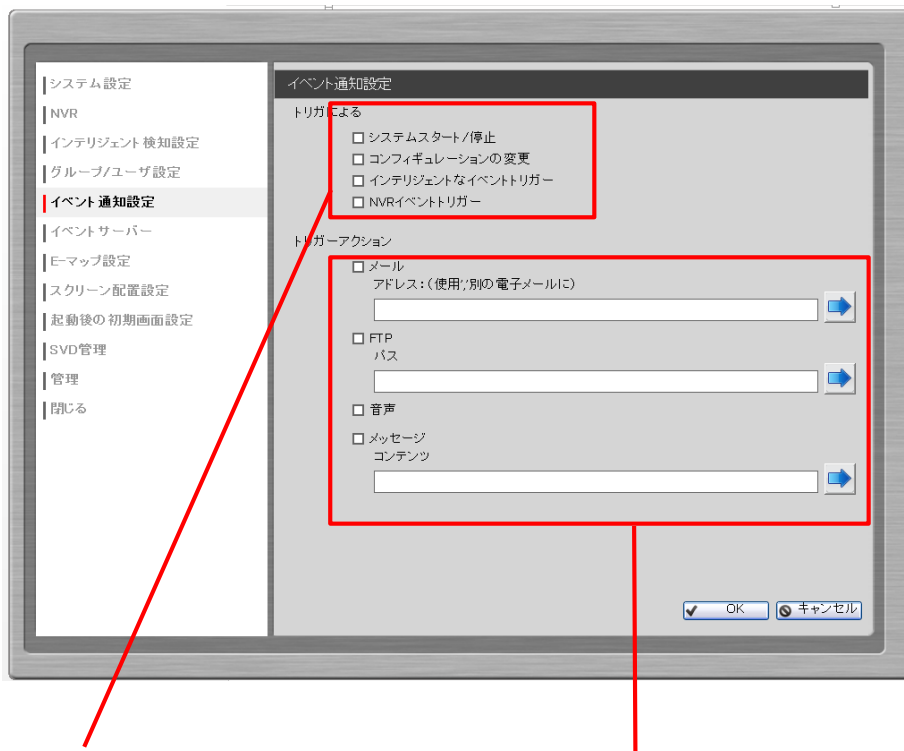 システム設定
NVR
インテリジェント検知設定
グループ/ユーザ設定
イベント通知設定
イベントサーバー
E-マップ設定
スクリーン配置設定
起動後の初期画面設定
SVD管理
管理
閉じる
イベント通知設定
トリガによる
システムスタート/停止
コンフィギュレーションの変更
インテリジェントなイベントトリガー
NVRイベントトリガー
トリガーアクション
メール
アドレス:(使用';'別の電子メールに)
FTP
パス
音声
メッセージ
コンテンツ
OK
キャンセル